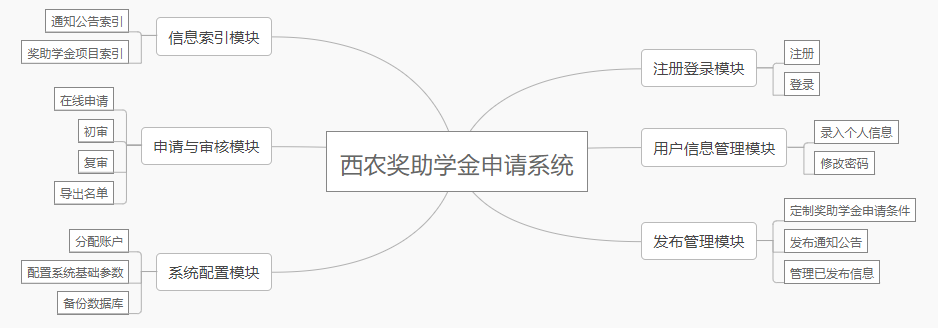 西农奖助学金申请系统
注册登录模块
注册
登录
用户信息管理模块
录入个人信息
修改密码
发布管理模块
定制奖助学金申请条件
发布通知公告
管理已发布信息
信息索引模块
通知公告索引
奖助学金项目索引
申请与审核模块
在线申请
初审
复审
导出名单
系统配置模块
分配账户
配置系统基础参数
备份数据库